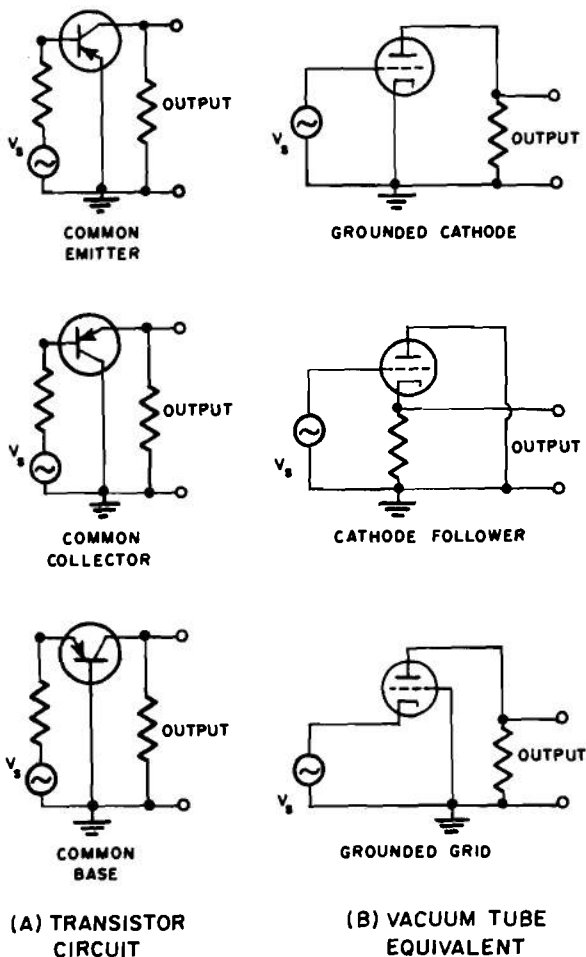 OUTPUT
Vs
COMMON
EMITTER
OUTPUT
Vs
GROUNDED CATHODE
OUTPUT
Vs
COMMON
COLLECTOR
OUTPUT
Vs
CATHODE FOLLOWER
OUTPUT
Vs
COMMON
BASE
OUTPUT
Vs
GROUNDED GRID
(A) TRANSISTOR
CIRCUIT
(B) VACUUM TUBE
EQUIVALENT